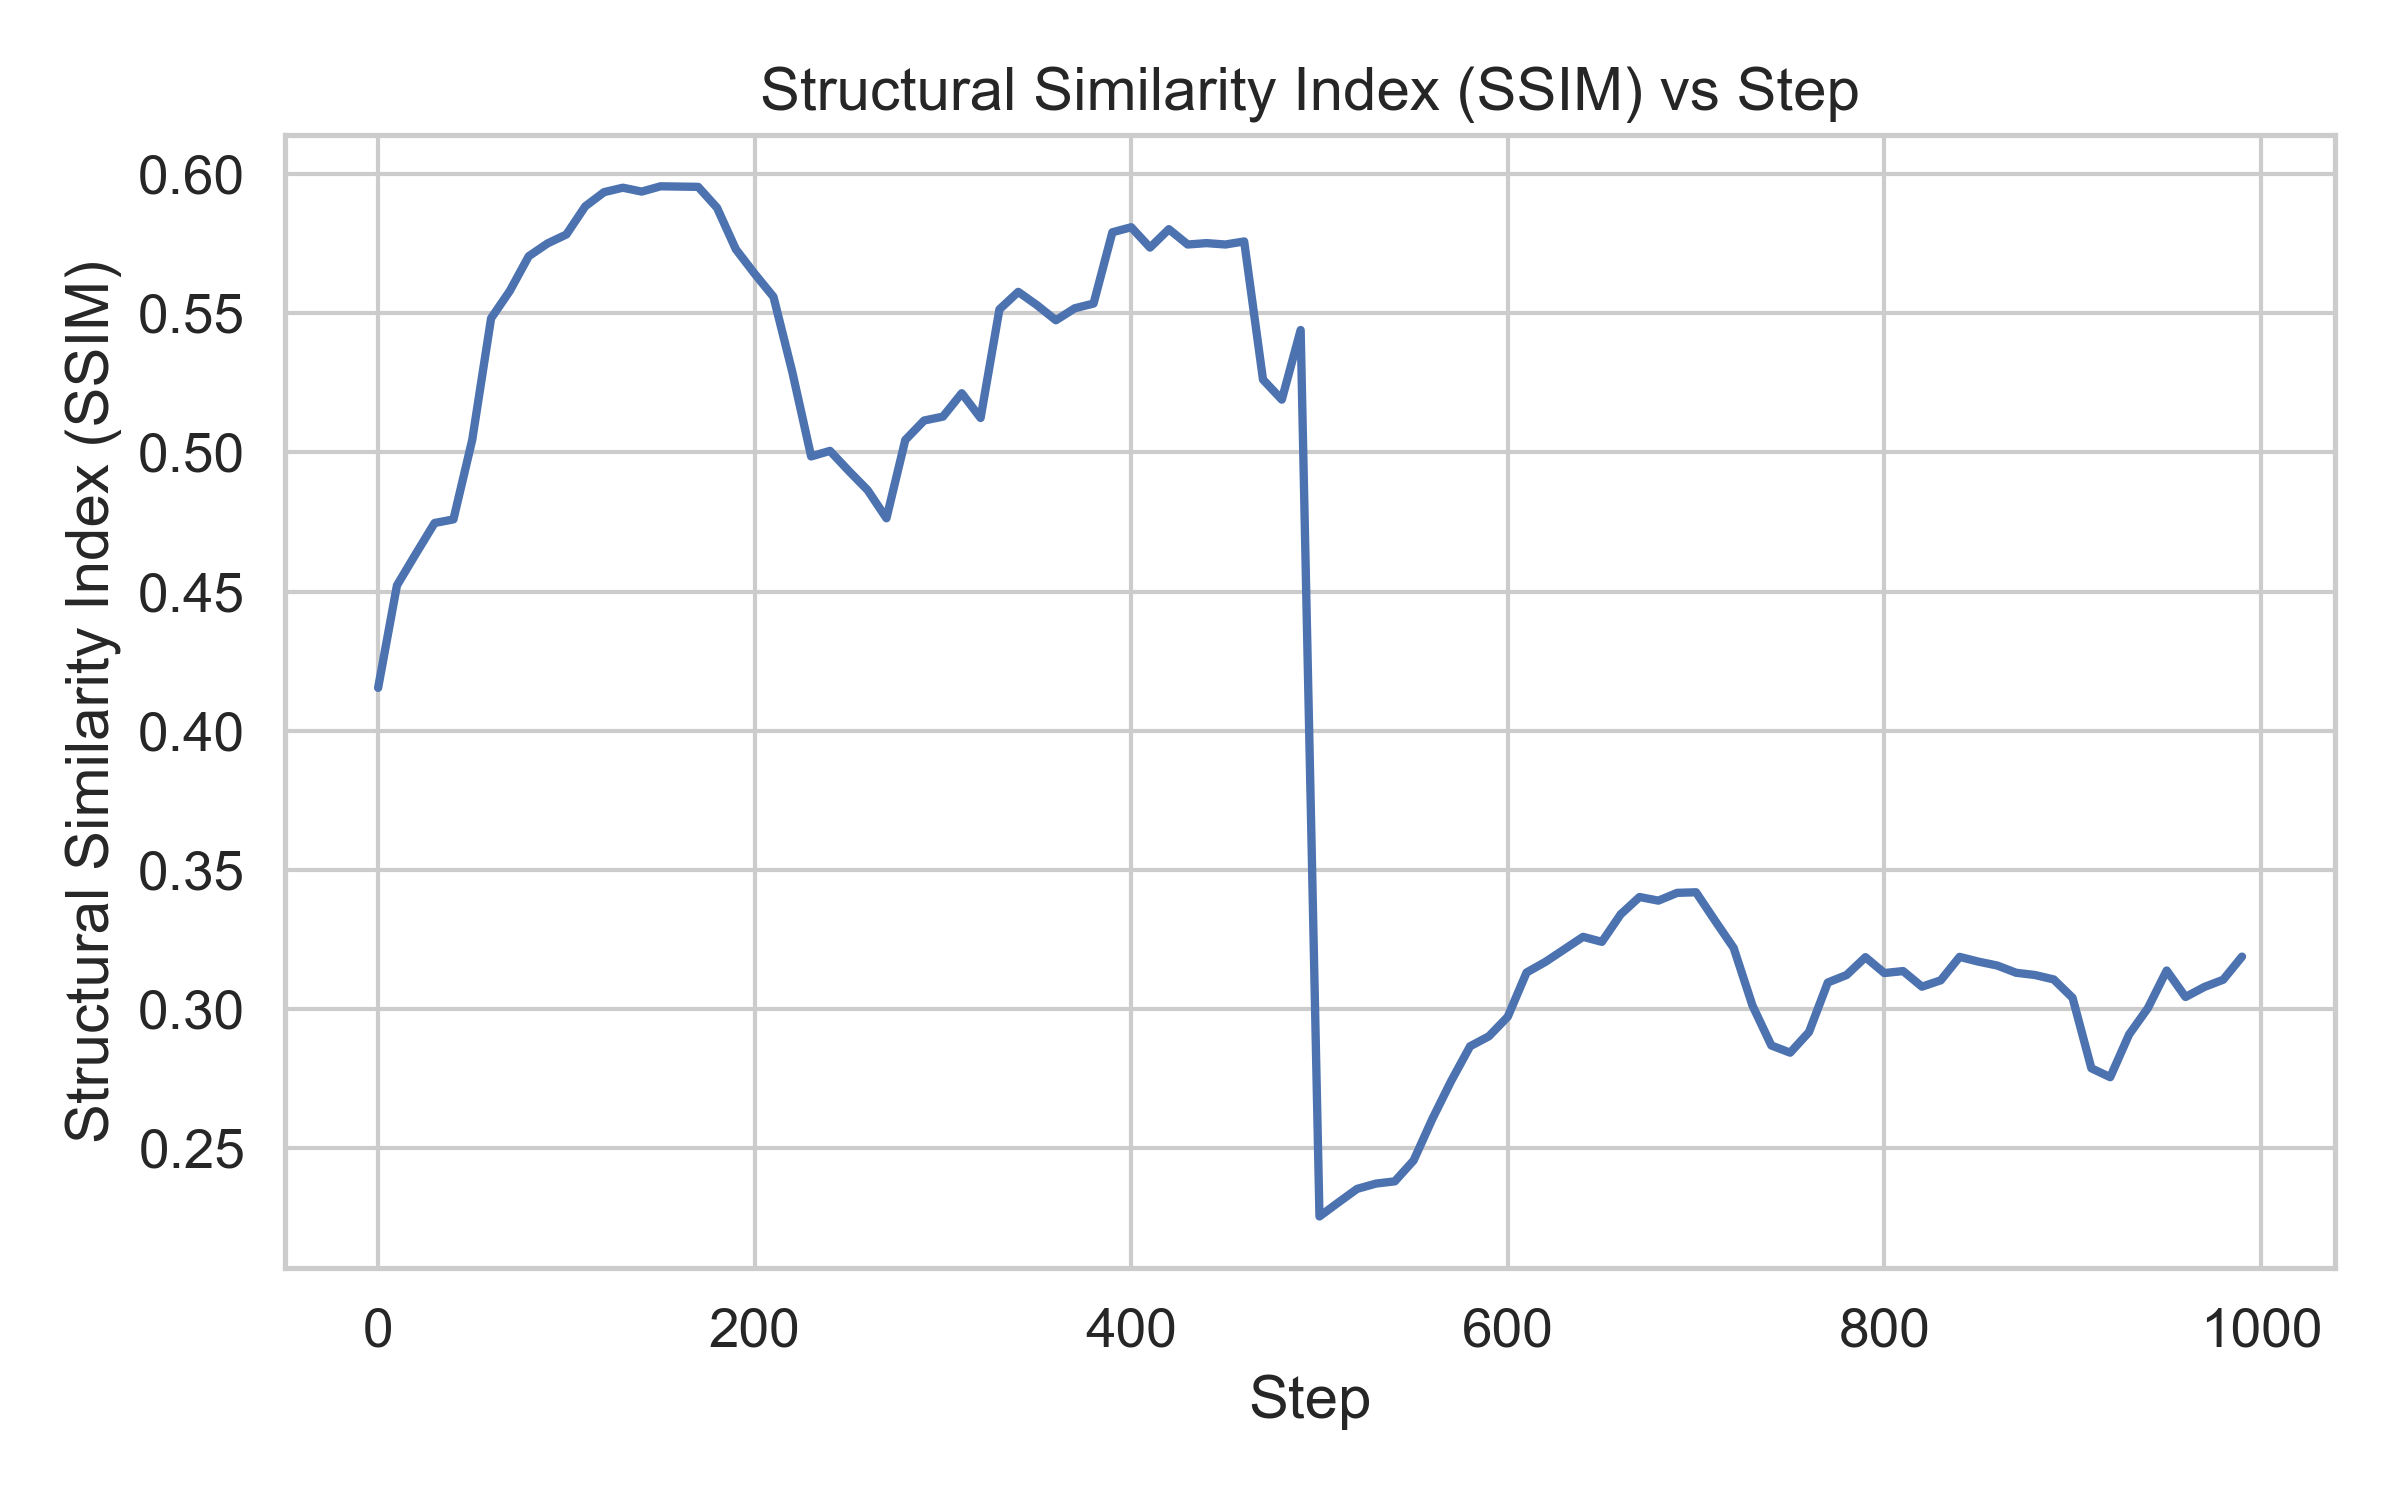 Structural Similarity Index (SSIM) vs Step
Structural Similarity Index (SSIM)
0.60
0.55
0.50
0.45
0.40
0.35
0.30
0.25
0 200 400 600 800 1000
Step